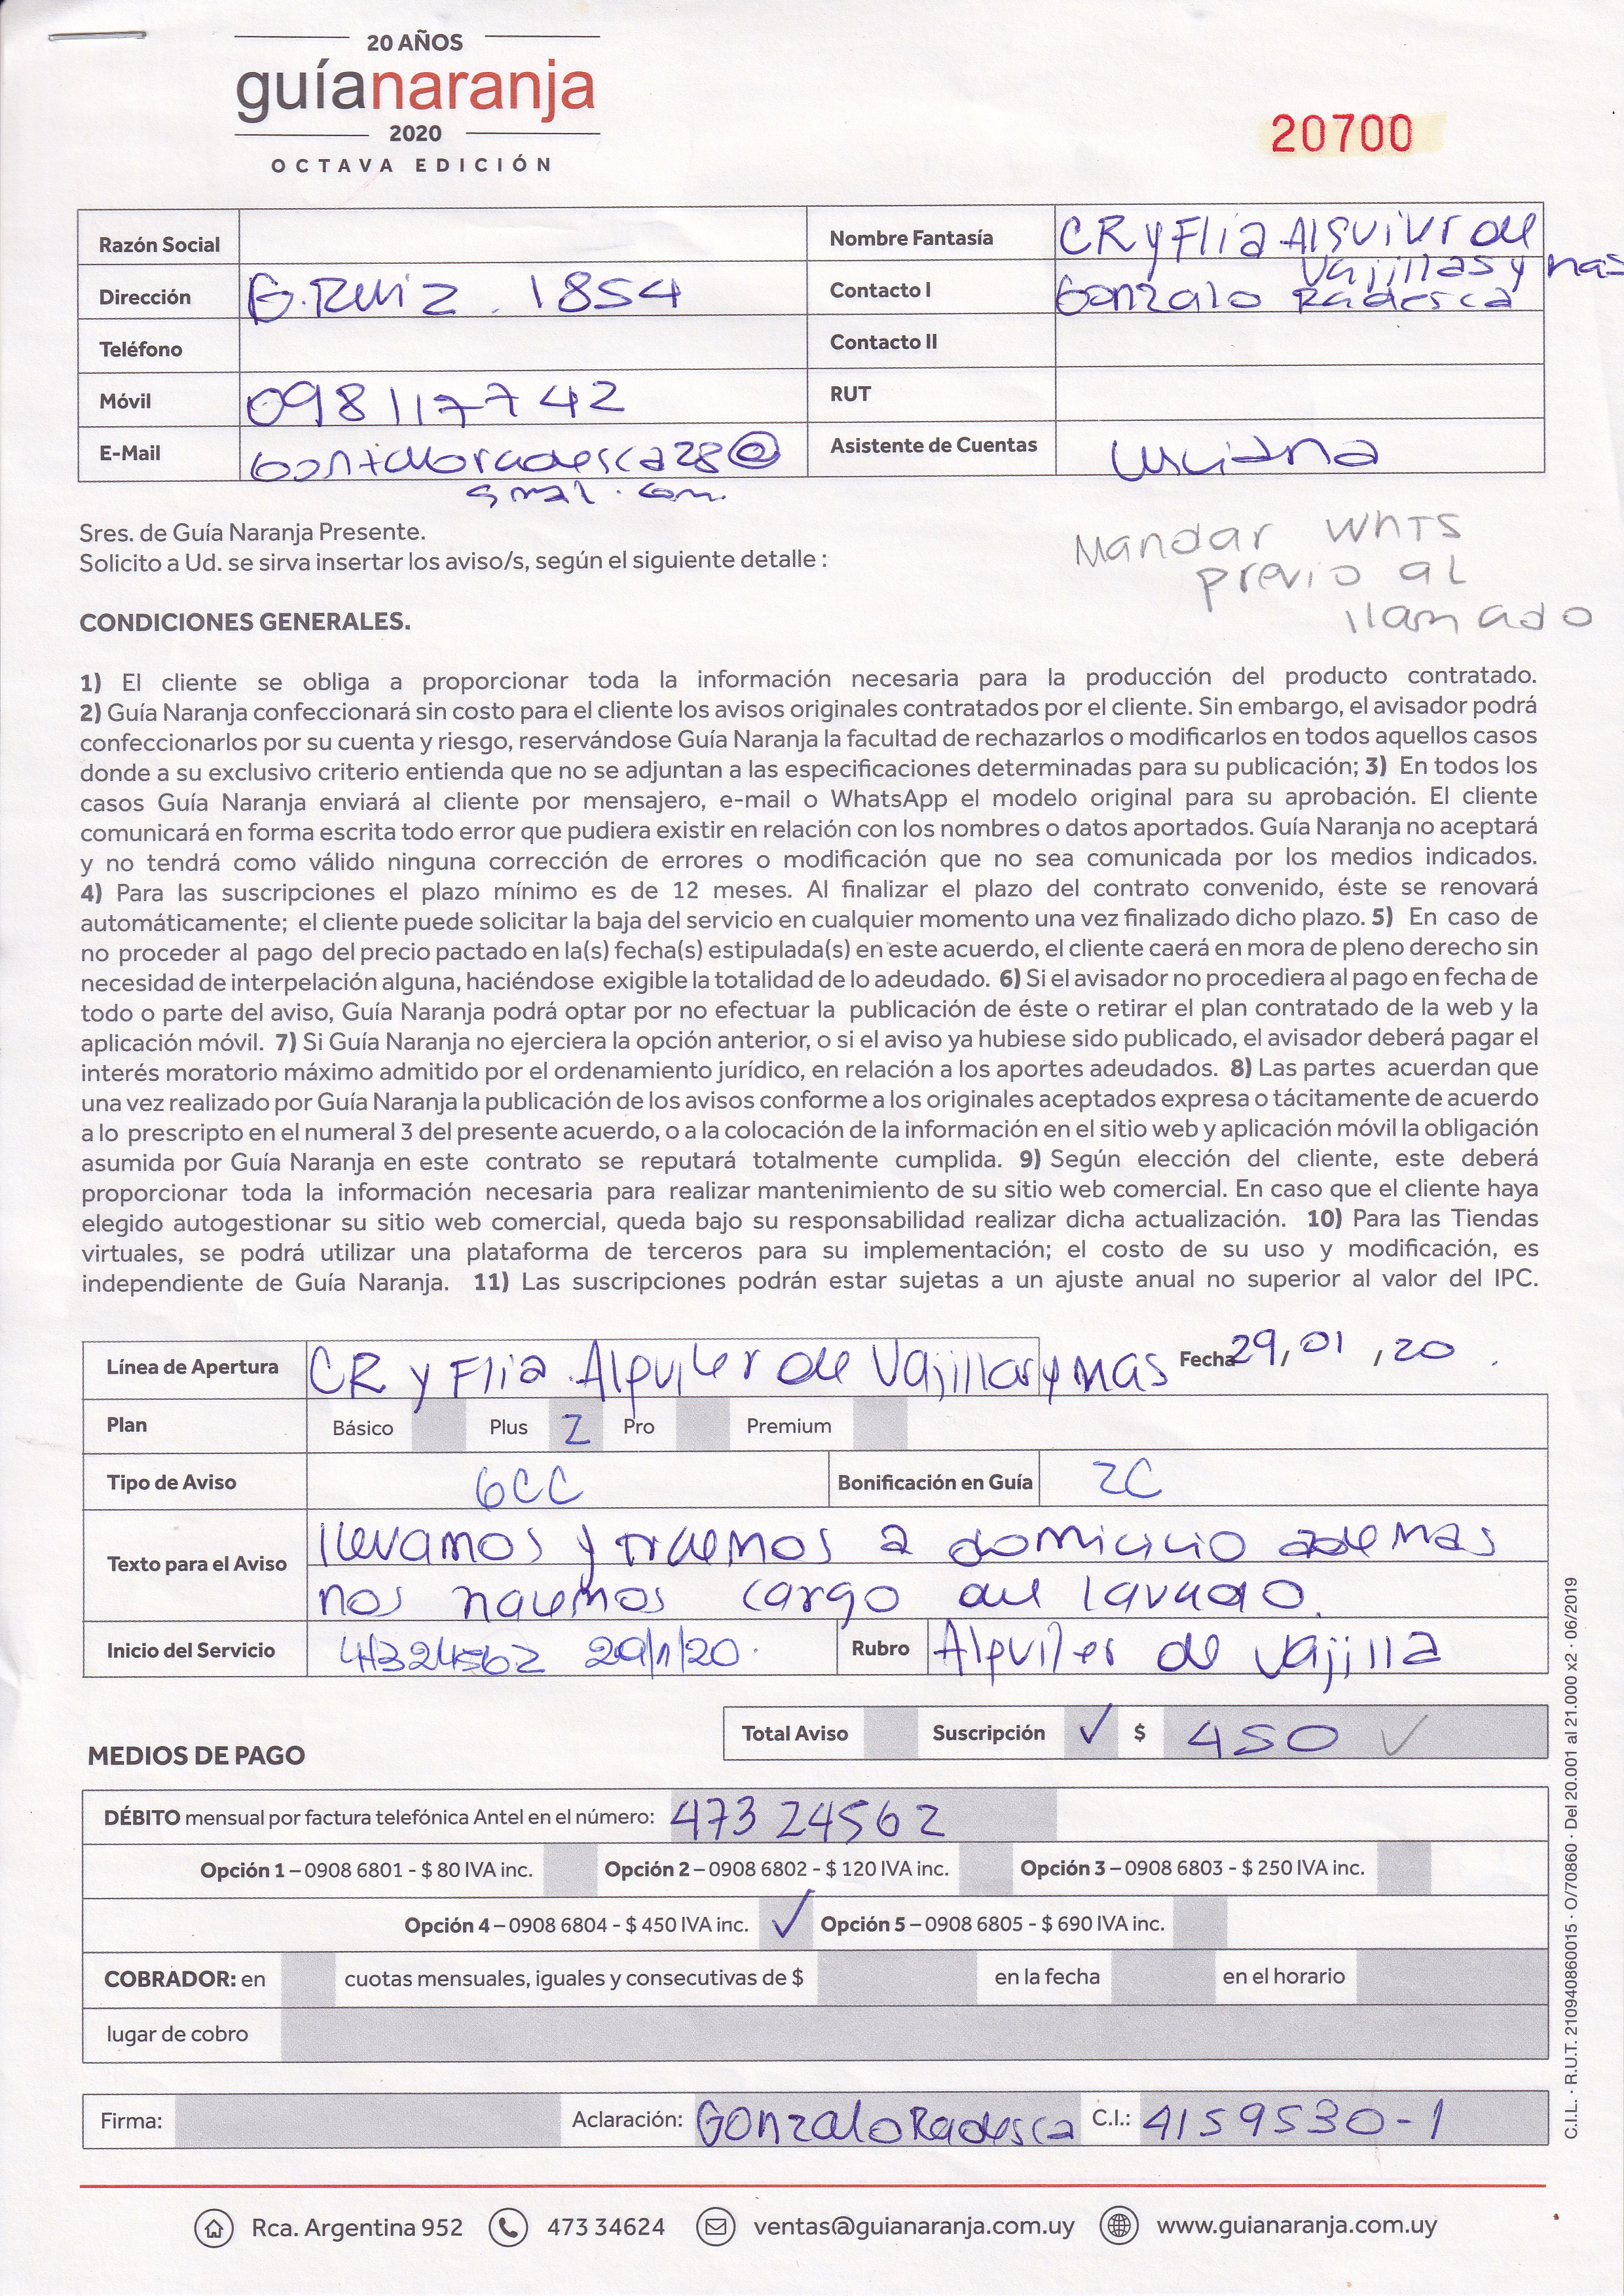 20 AÑOS
guíanaranja
2020
OCTAVA EDICIÓN
20700
Razón Social
Nombre Fantasía CR y Flia Alquiler de
Vajillas y mas
Dirección G. Ruiz . 1854
Contacto I Gonzalo Radesca
Teléfono
Contacto II
Móvil 098117742
RUT
E-Mail gonzaloradesca28@
gmail.com.
Asistente de Cuentas Luciana
Sres. de Guía Naranja Presente.
Solicito a Ud. se sirva insertar los aviso/s, según el siguiente detalle :
Mandar WhTS
previo al
llamado
CONDICIONES GENERALES.
1) El cliente se obliga a proporcionar toda la información necesaria para la producción del producto contratado.
2) Guía Naranja confeccionará sin costo para el cliente los avisos originales contratados por el cliente. Sin embargo, el avisador podrá
confeccionarlos por su cuenta y riesgo, reservándose Guía Naranja la facultad de rechazarlos o modificarlos en todos aquellos casos
donde a su exclusivo criterio entienda que no se adjuntan a las especificaciones determinadas para su publicación; 3) En todos los
casos Guía Naranja enviará al cliente por mensajero, e-mail o WhatsApp el modelo original para su aprobación. El cliente
comunicará en forma escrita todo error que pudiera existir en relación con los nombres o datos aportados. Guía Naranja no aceptará
y no tendrá como válido ninguna corrección de errores o modificación que no sea comunicada por los medios indicados.
4) Para las suscripciones el plazo mínimo es de 12 meses. Al finalizar el plazo del contrato convenido, éste se renovará
automáticamente; el cliente puede solicitar la baja del servicio en cualquier momento una vez finalizado dicho plazo. 5) En caso de
no proceder al pago del precio pactado en la(s) fecha(s) estipulada(s) en este acuerdo, el cliente caerá en mora de pleno derecho sin
necesidad de interpelación alguna, haciéndose exigible la totalidad de lo adeudado. 6) Si el avisador no procediera al pago en fecha de
todo o parte del aviso, Guía Naranja podrá optar por no efectuar la publicación de éste o retirar el plan contratado de la web y la
aplicación móvil. 7) Si Guía Naranja no ejerciera la opción anterior, o si el aviso ya hubiese sido publicado, el avisador deberá pagar el
interés moratorio máximo admitido por el ordenamiento jurídico, en relación a los aportes adeudados. 8) Las partes acuerdan que
una vez realizado por Guía Naranja la publicación de los avisos conforme a los originales aceptados expresa o tácitamente de acuerdo
a lo prescripto en el numeral 3 del presente acuerdo, o a la colocación de la información en el sitio web y aplicación móvil la obligación
asumida por Guía Naranja en este contrato se reputará totalmente cumplida. 9) Según elección del cliente, este deberá
proporcionar toda la información necesaria para realizar mantenimiento de su sitio web comercial. En caso que el cliente haya
elegido autogestionar su sitio web comercial, queda bajo su responsabilidad realizar dicha actualización. 10) Para las Tiendas
virtuales, se podrá utilizar una plataforma de terceros para su implementación; el costo de su uso y modificación, es
independiente de Guía Naranja. 11) Las suscripciones podrán estar sujetas a un ajuste anual no superior al valor del IPC.
Línea de Apertura CR y Flia. Alquiler de Vajillas y mas Fecha 29/01/20.
Plan Básico Plus 2 Pro Premium
Tipo de Aviso 6CC Bonificación en Guía 2C
Texto para el Aviso llevamos y traemos a domicilio ademas
nos hacemos cargo del lavado.
Inicio del Servicio 47324562 29/1/20. Rubro Alquiler de vajilla
Total Aviso Suscripción ✓ $ 450 ✓
MEDIOS DE PAGO
DÉBITO mensual por factura telefónica Antel en el número: 473 24562
Opción 1 – 0908 6801 - $ 80 IVA inc. Opción 2 – 0908 6802 - $ 120 IVA inc. Opción 3 – 0908 6803 - $ 250 IVA inc.
Opción 4 – 0908 6804 - $ 450 IVA inc. ✓ Opción 5 – 0908 6805 - $ 690 IVA inc.
COBRADOR: en cuotas mensuales, iguales y consecutivas de $ en la fecha en el horario
lugar de cobro
Firma: Aclaración: Gonzalo Radesca C.I.: 4159530-1
C.I.L. · R.U.T. 210940860015 · O/70860 · Del 20.001 al 21.000 x2 · 06/2019
Rca. Argentina 952 473 34624 ventas@guianaranja.com.uy www.guianaranja.com.uy